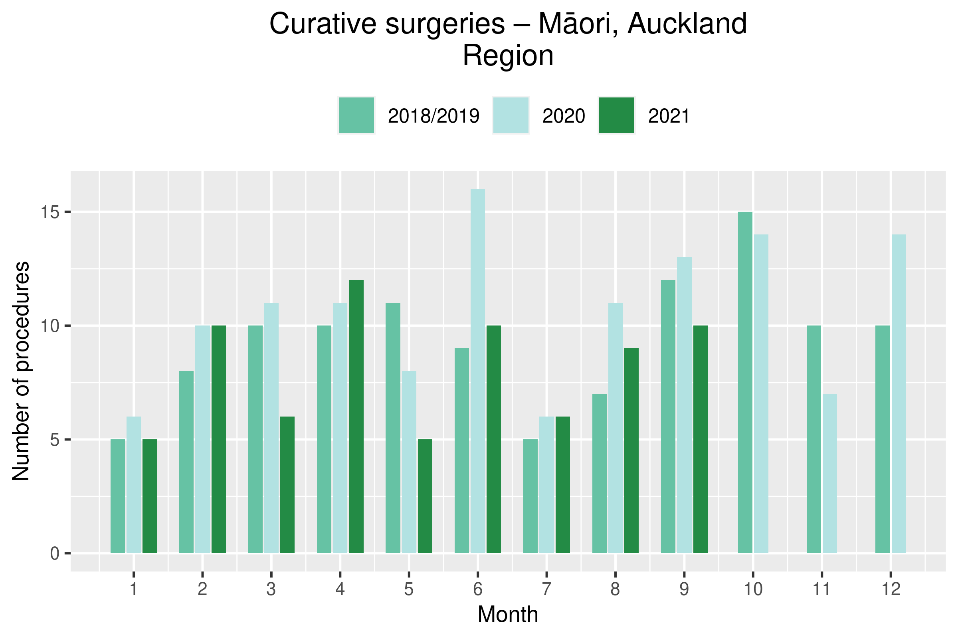 Curative surgeries – Māori, Auckland
Region
2018/2019 2020 2021
Number of procedures
15
10
5
0
1 2 3 4 5 6 7 8 9 10 11 12
Month